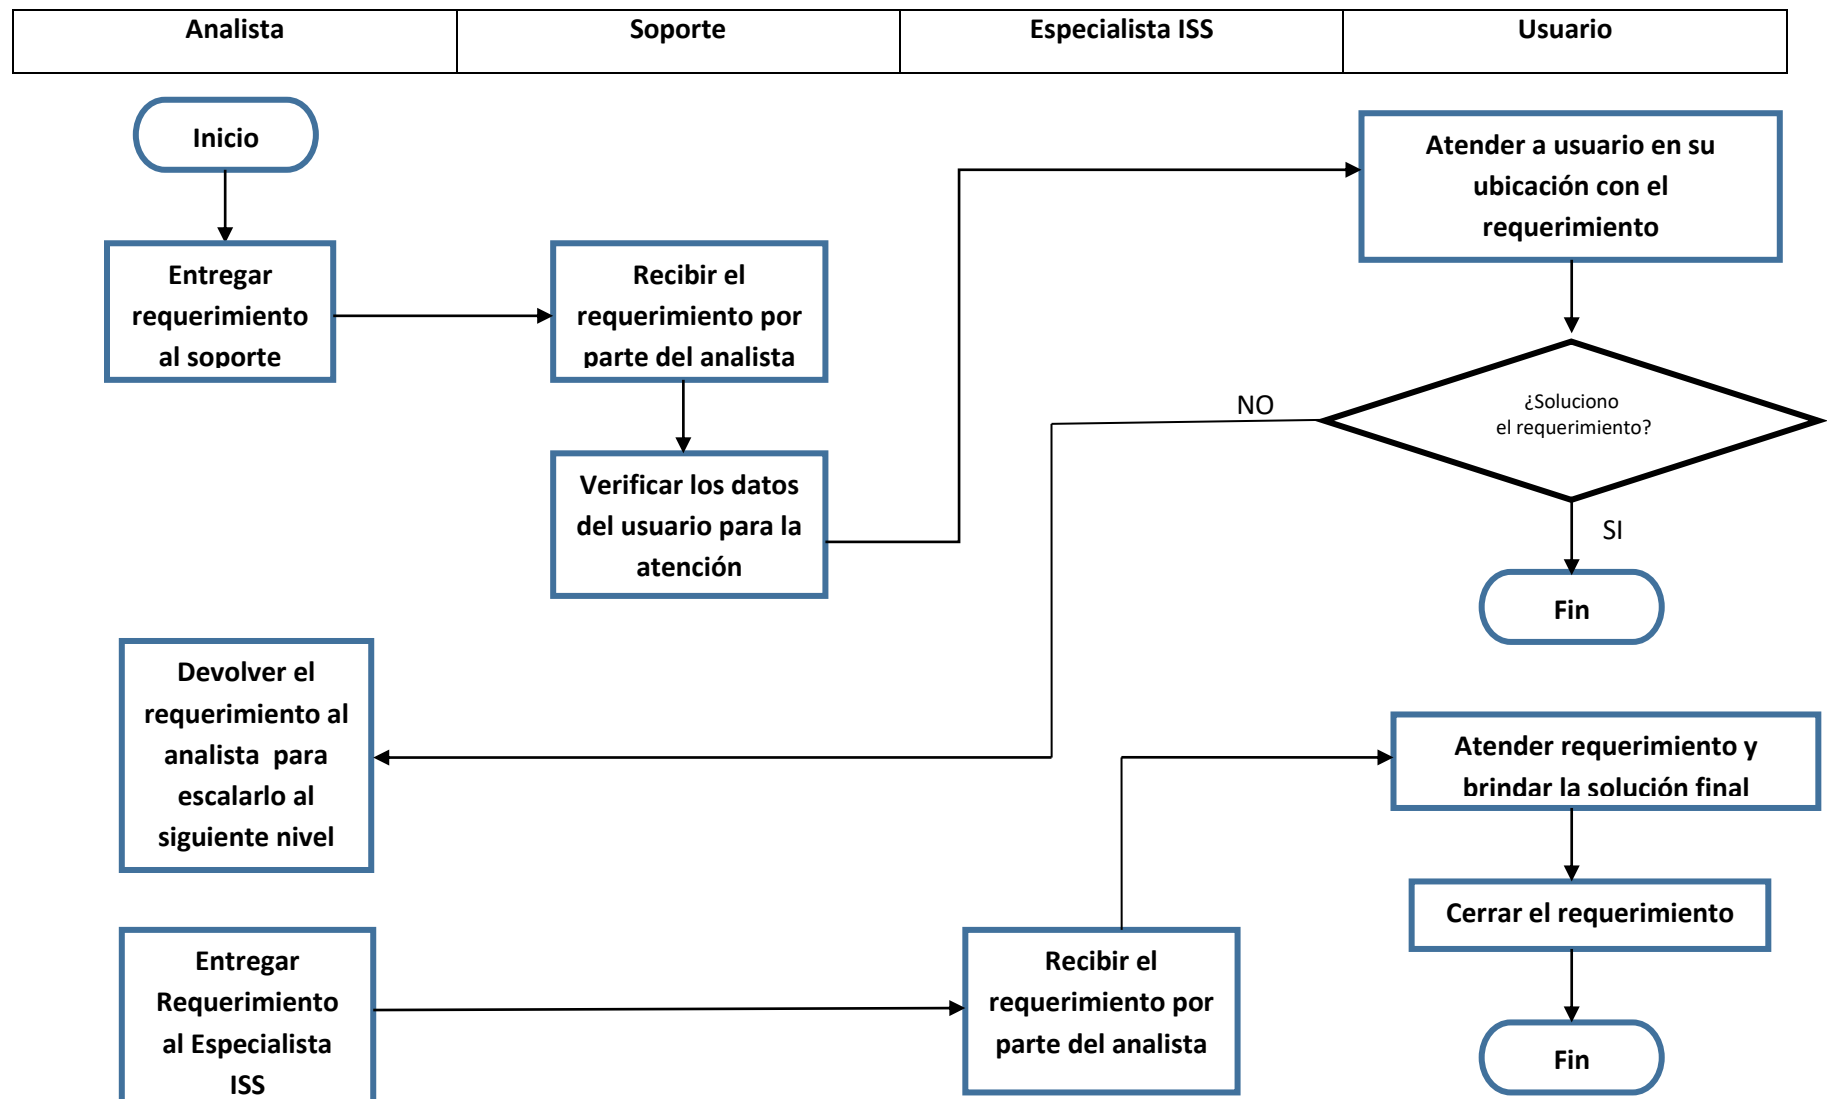 Analista
Soporte
Especialista ISS
Usuario
Inicio
Entregar
requerimiento
al soporte
Recibir el
requerimiento por
parte del analista
Verificar los datos
del usuario para la
atención
Atender a usuario en su
ubicación con el
requerimiento
¿Soluciono
el requerimiento?
NO
SI
Fin
Devolver el
requerimiento al
analista para
escalarlo al
siguiente nivel
Entregar
Requerimiento
al Especialista
ISS
Recibir el
requerimiento por
parte del analista
Atender requerimiento y
brindar la solución final
Cerrar el requerimiento
Fin